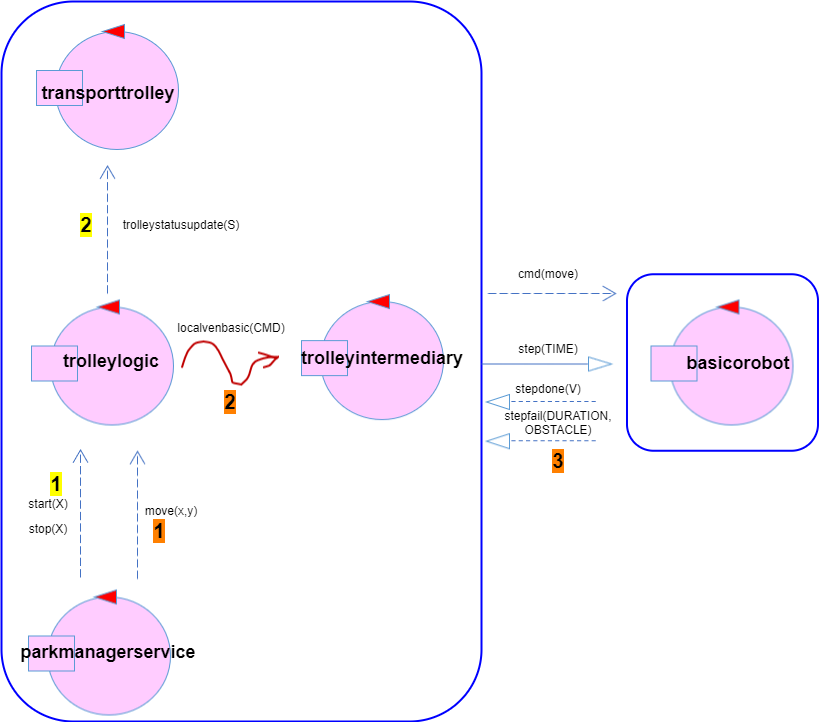 transporttrolley
2
trolleystatusupdate(S)
cmd(move)
localvenbasic(CMD)
trolleylogic
trolleyintermediary
step(TIME)
basicorobot
stepdone(V)
2
stepfail(DURATION,
OBSTACLE)
3
1
start(X)
move(x,y)
stop(X)
1
parkmanagerservice